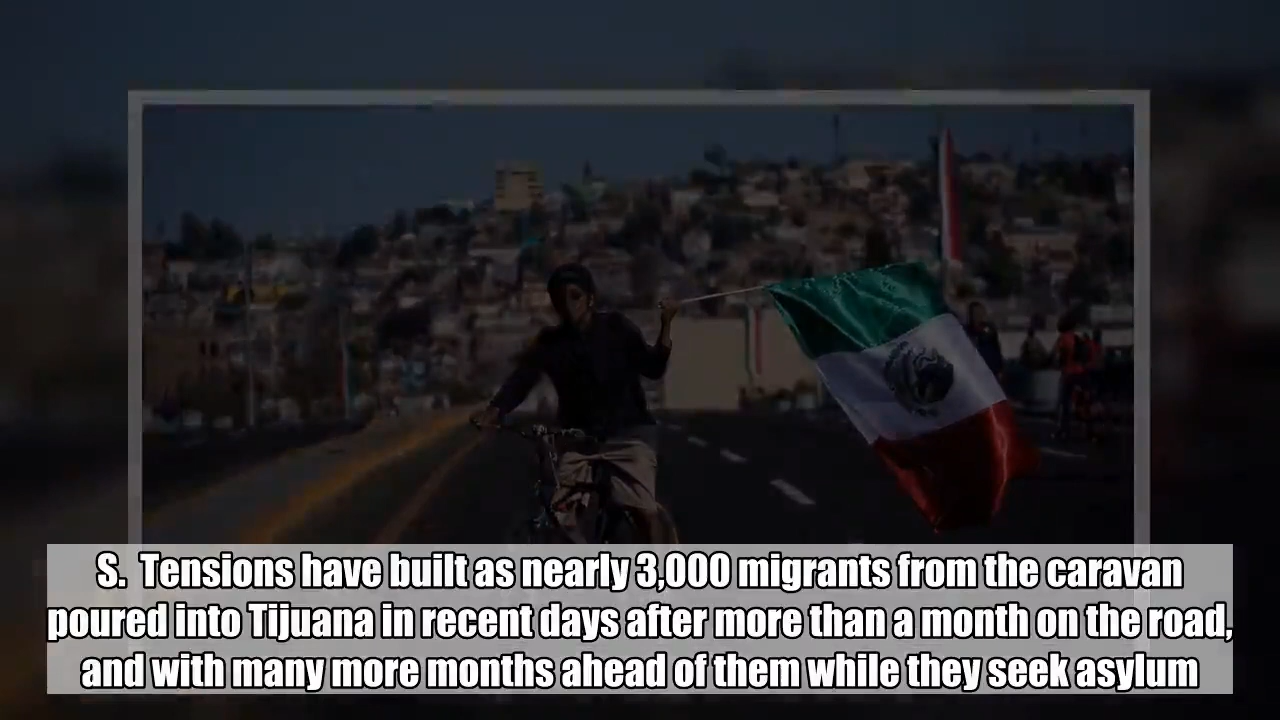 S. Tensions have built as nearly 3,000 migrants from the caravan
poured into Tijuana in recent days after more than a month on the road,
and with many more months ahead of them while they seek asylum